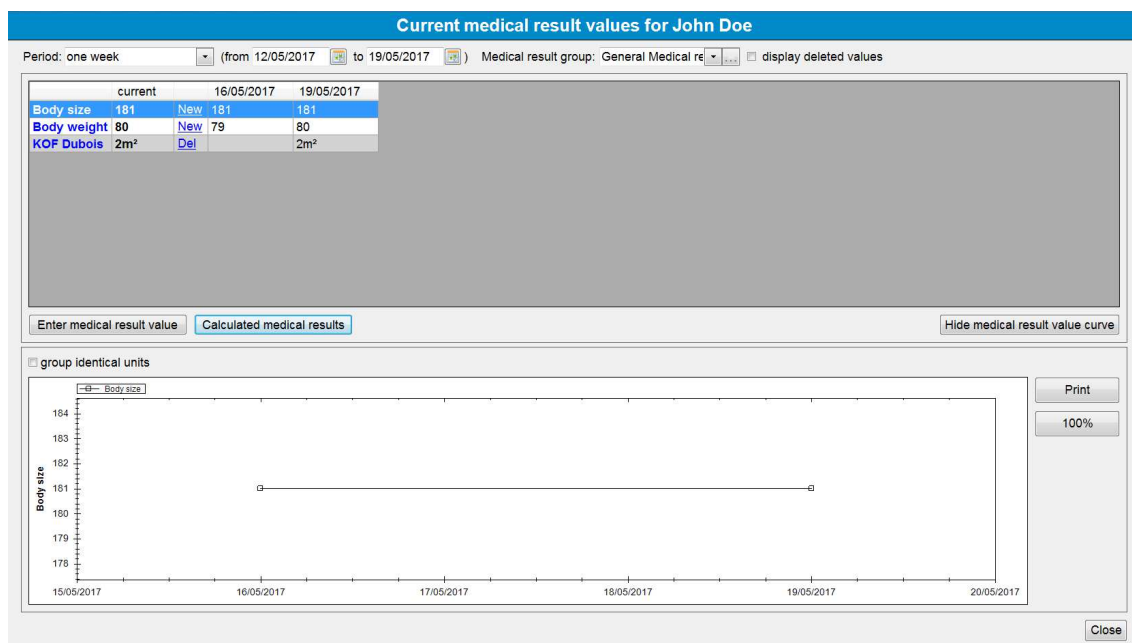 Current medical result values for John Doe
Period: one week (from 12/05/2017 to 19/05/2017 ) Medical result group: General Medical re ... display deleted values
current 16/05/2017 19/05/2017
Body size 181 New 181 181
Body weight 80 New 79 80
KOF Dubois 2m² Del 2m²
Enter medical result value Calculated medical results Hide medical result value curve
group identical units
Body size
Print
100%
184
183
182
181
180
179
178
Body size
15/05/2017 16/05/2017 17/05/2017 18/05/2017 19/05/2017 20/05/2017
Close